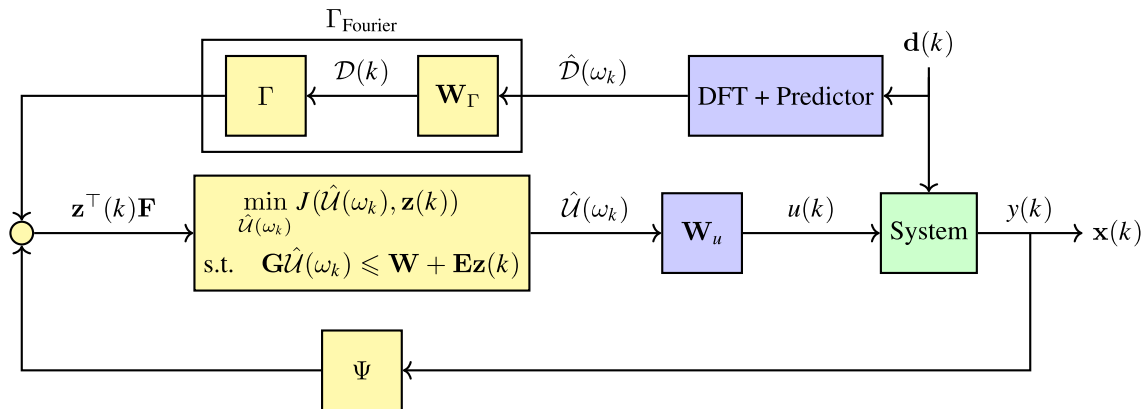 Γ_Fourier
d(k)
Γ
𝒟(k)
W_Γ
𝒟̂(ω_k)
DFT + Predictor
z^⊤(k)F
min J(𝒰̂(ω_k), z(k))
𝒰̂(ω_k)
s.t. G𝒰̂(ω_k) ⩽ W + Ez(k)
𝒰̂(ω_k)
W_u
u(k)
System
y(k)
x(k)
Ψ